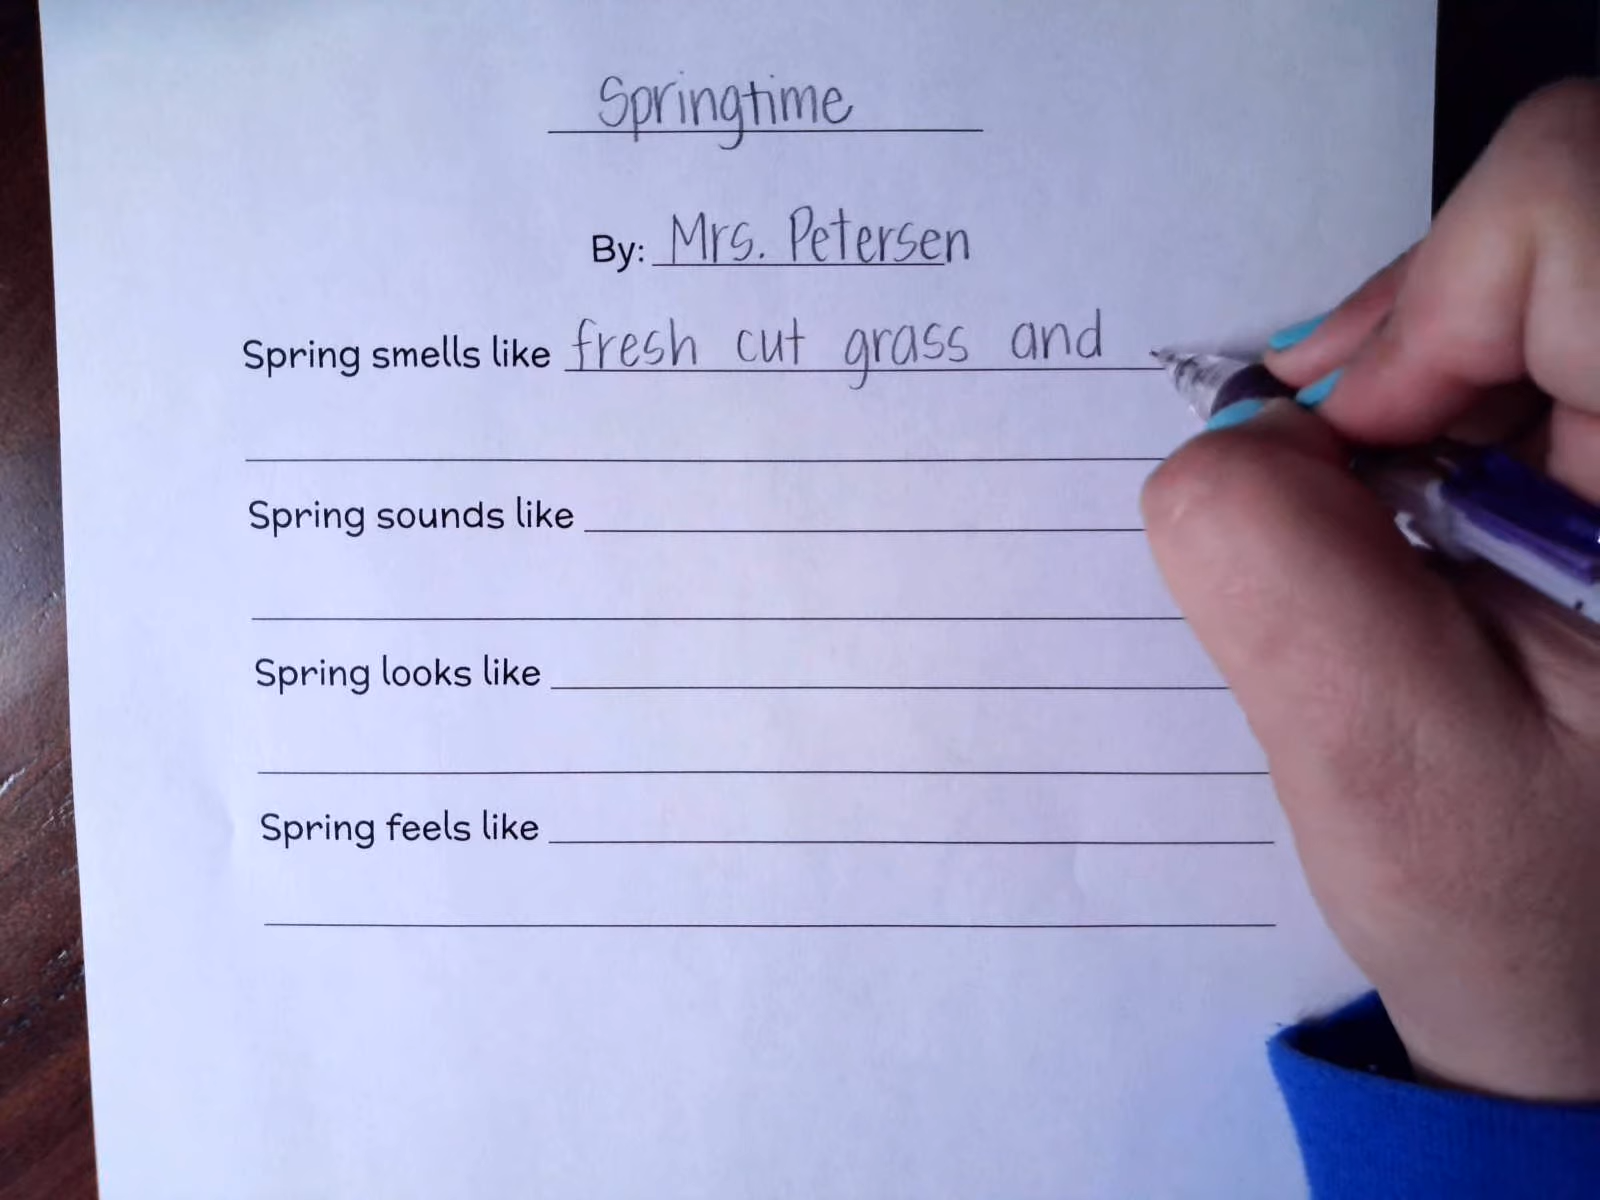 Springtime
By: Mrs. Petersen
Spring smells like fresh cut grass and
Spring sounds like
Spring looks like
Spring feels like